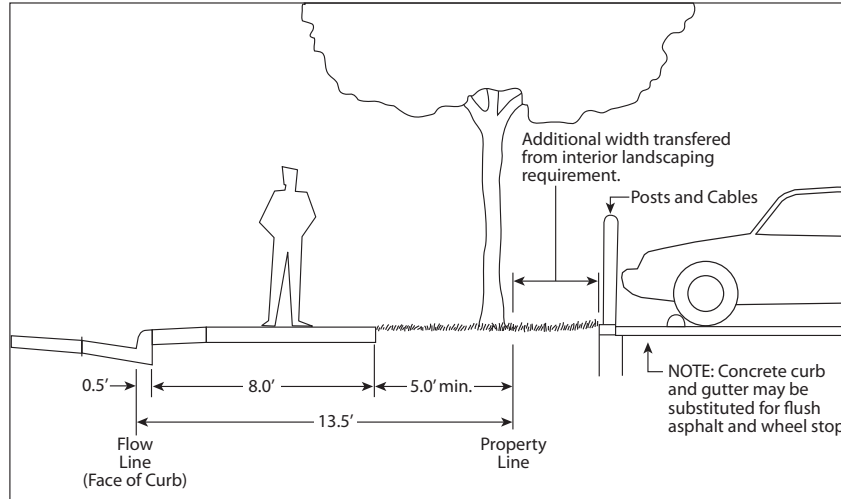 Additional width transfered
from interior landscaping
requirement.
Posts and Cables
0.5’
8.0’
5.0’ min.
NOTE: Concrete curb
and gutter may be
substituted for flush
asphalt and wheel stop
13.5’
Flow
Line
(Face of Curb)
Property
Line